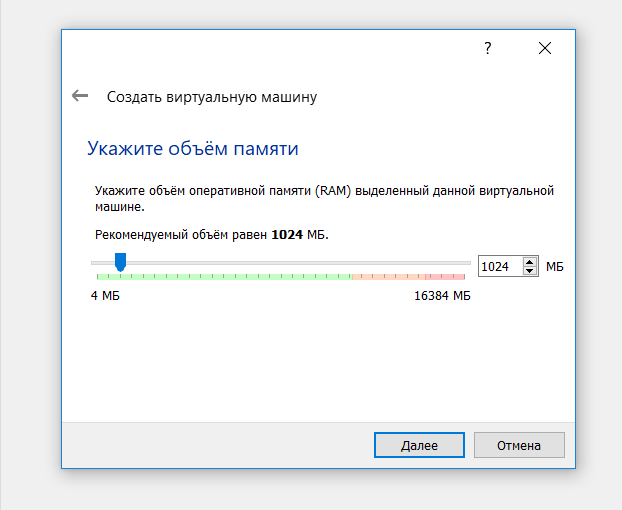 ?
Создать виртуальную машину
Укажите объём памяти
Укажите объём оперативной памяти (RAM) выделенный данной виртуальной
машине.
Рекомендуемый объём равен 1024 МБ.
1024 МБ
4 МБ 16384 МБ
Далее Отмена